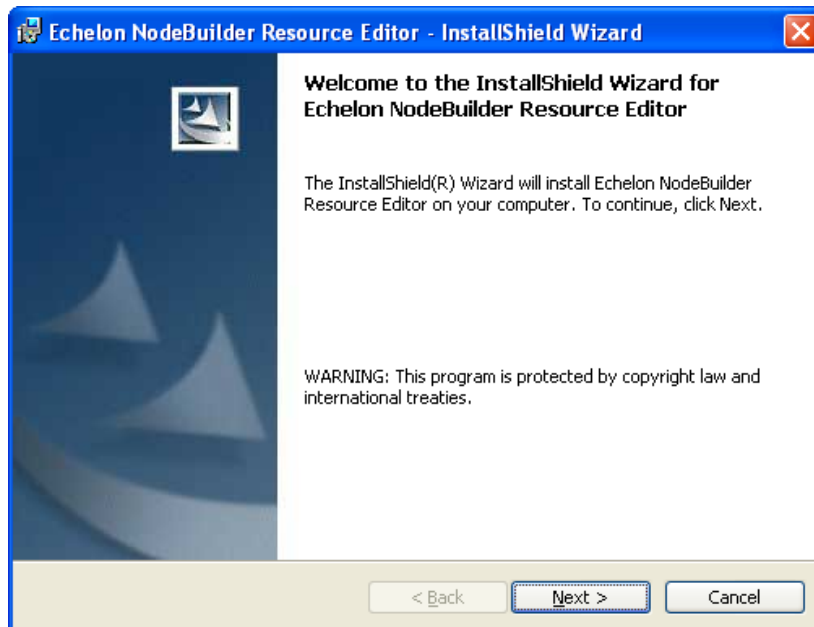 Echelon NodeBuilder Resource Editor - InstallShield Wizard
Welcome to the InstallShield Wizard for
Echelon NodeBuilder Resource Editor
The InstallShield(R) Wizard will install Echelon NodeBuilder
Resource Editor on your computer. To continue, click Next.
WARNING: This program is protected by copyright law and
international treaties.
< Back
Next >
Cancel